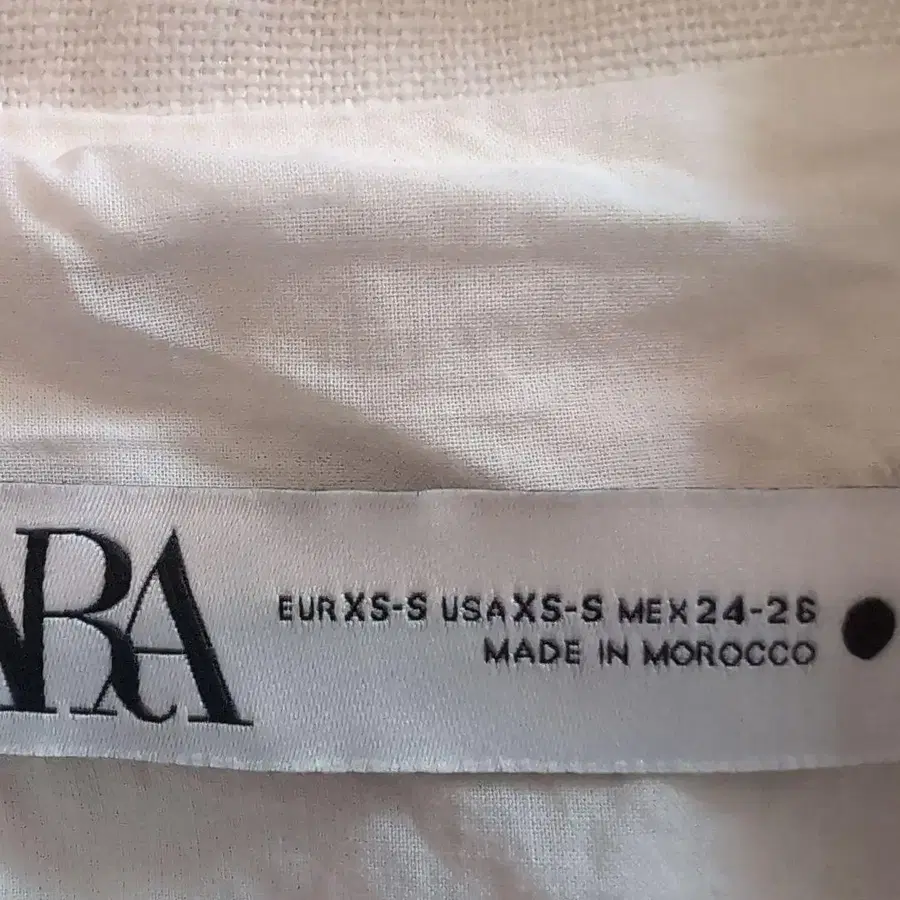 ZARA
EUR XS-S USA XS-S MEX 24-26
MADE IN MOROCCO